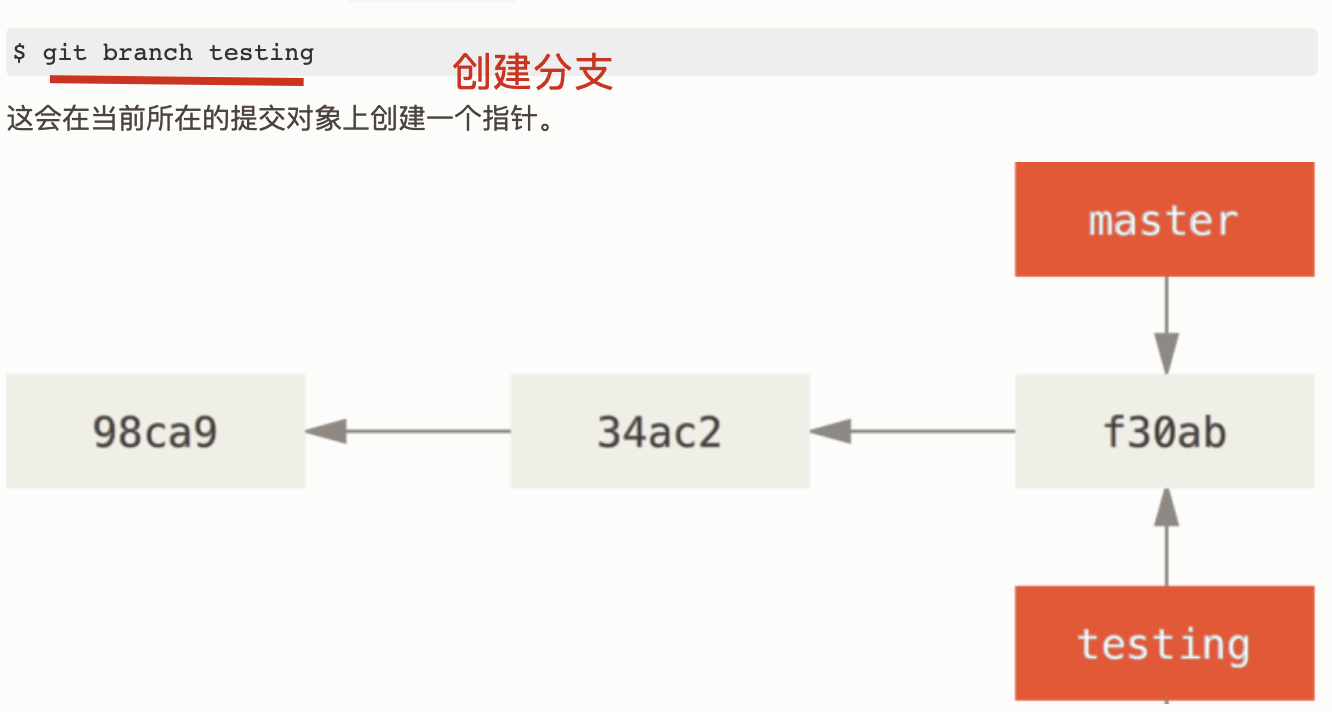 $ git branch testing
创建分支
这会在当前所在的提交对象上创建一个指针。
master
98ca9
34ac2
f30ab
testing